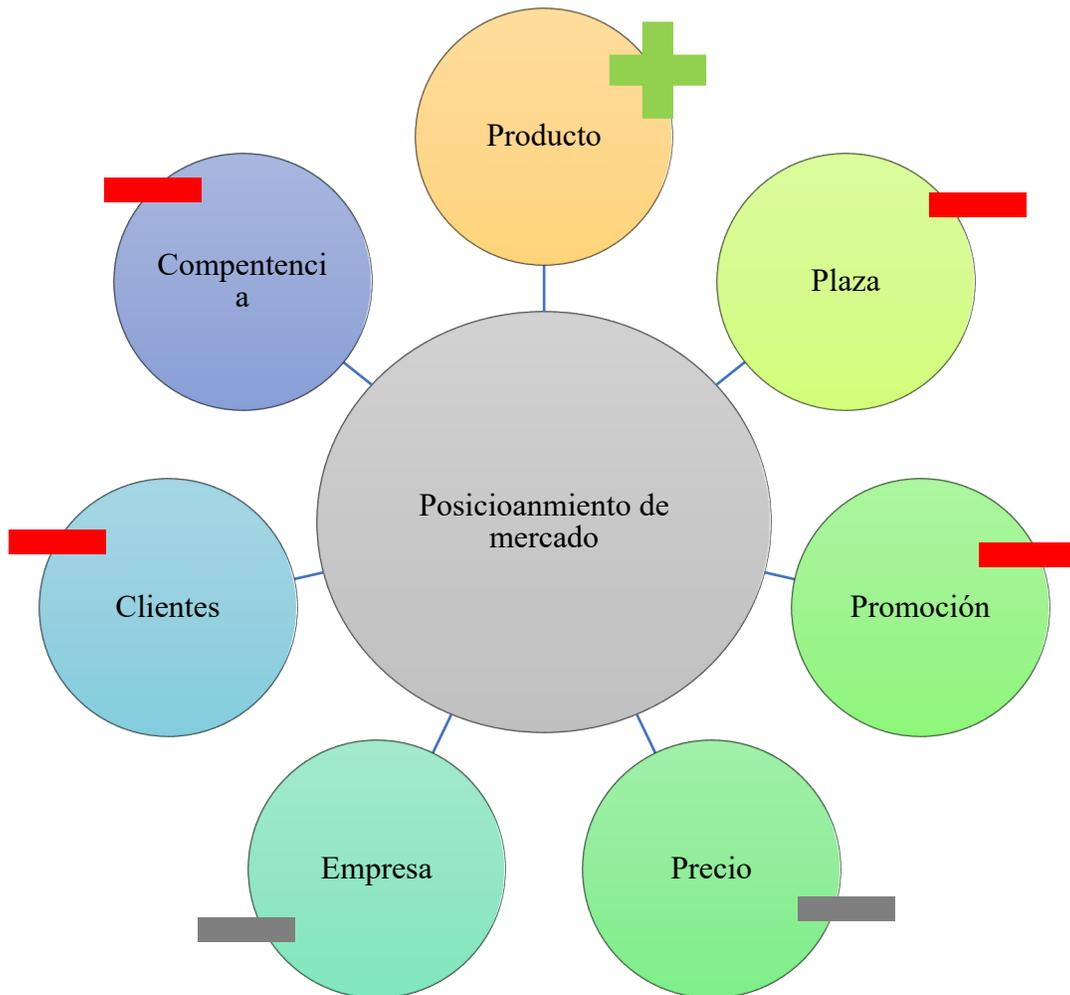 Producto
Compentenci
a
Plaza
Posicioanmiento de
mercado
Clientes
Promoción
Empresa
Precio